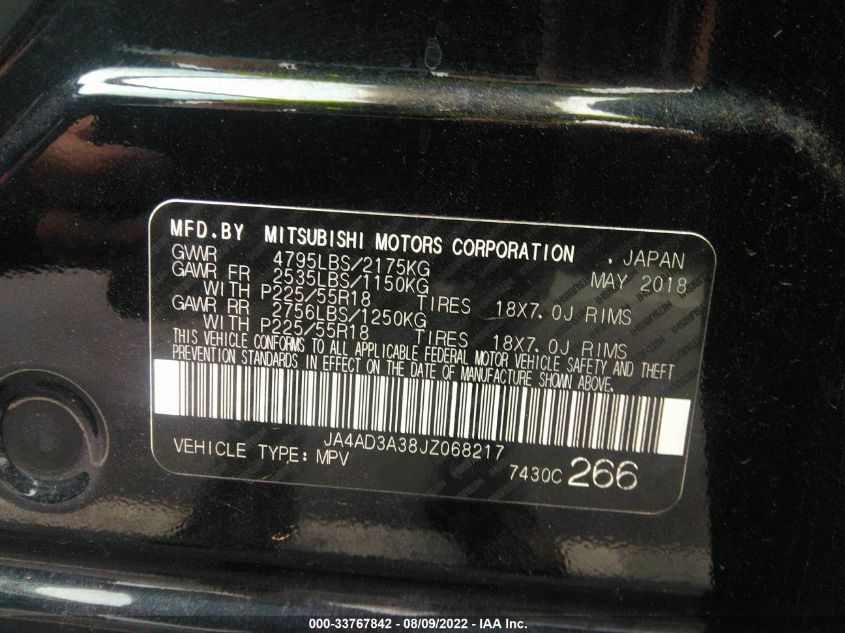 MFD.BY MITSUBISHI MOTORS CORPORATION , JAPAN
GVWR 4795LBS/2175KG MAY 2018
GAWR FR 2535LBS/1150KG
WITH P225/55R18 TIRES 18X7.0J RIMS
GAWR RR 2756LBS/1250KG
WITH P225/55R18 TIRES 18X7.0J RIMS
THIS VEHICLE CONFORMS TO ALL APPLICABLE FEDERAL MOTOR VEHICLE SAFETY AND THEFT
PREVENTION STANDARDS IN EFFECT ON THE DATE OF MANUFACTURE SHOWN ABOVE.
JA4AD3A38JZ068217
VEHICLE TYPE: MPV 7430C 266
000-33767842 - 08/09/2022 - IAA Inc.